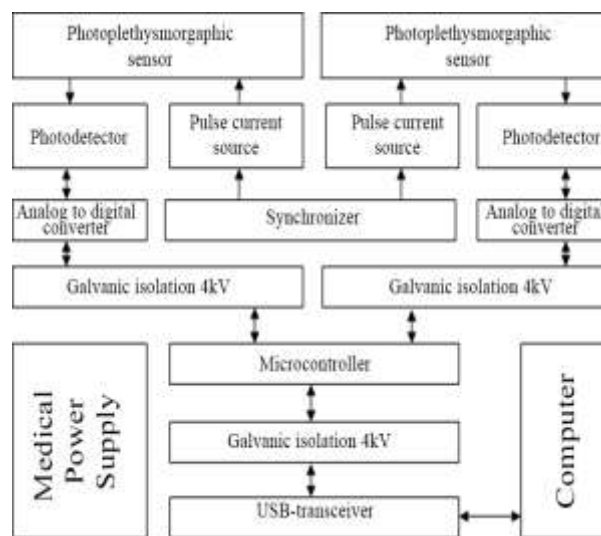 Photoplethysmorgaphic
sensor
Photoplethysmorgaphic
sensor
Photodetector
Pulse current
source
Pulse current
source
Photodetector
Analog to digital
converter
Synchronizer
Analog to digital
converter
Galvanic isolation 4kV
Galvanic isolation 4kV
Medical
Power
Supply
Microcontroller
Computer
Galvanic isolation 4kV
USB-transceiver